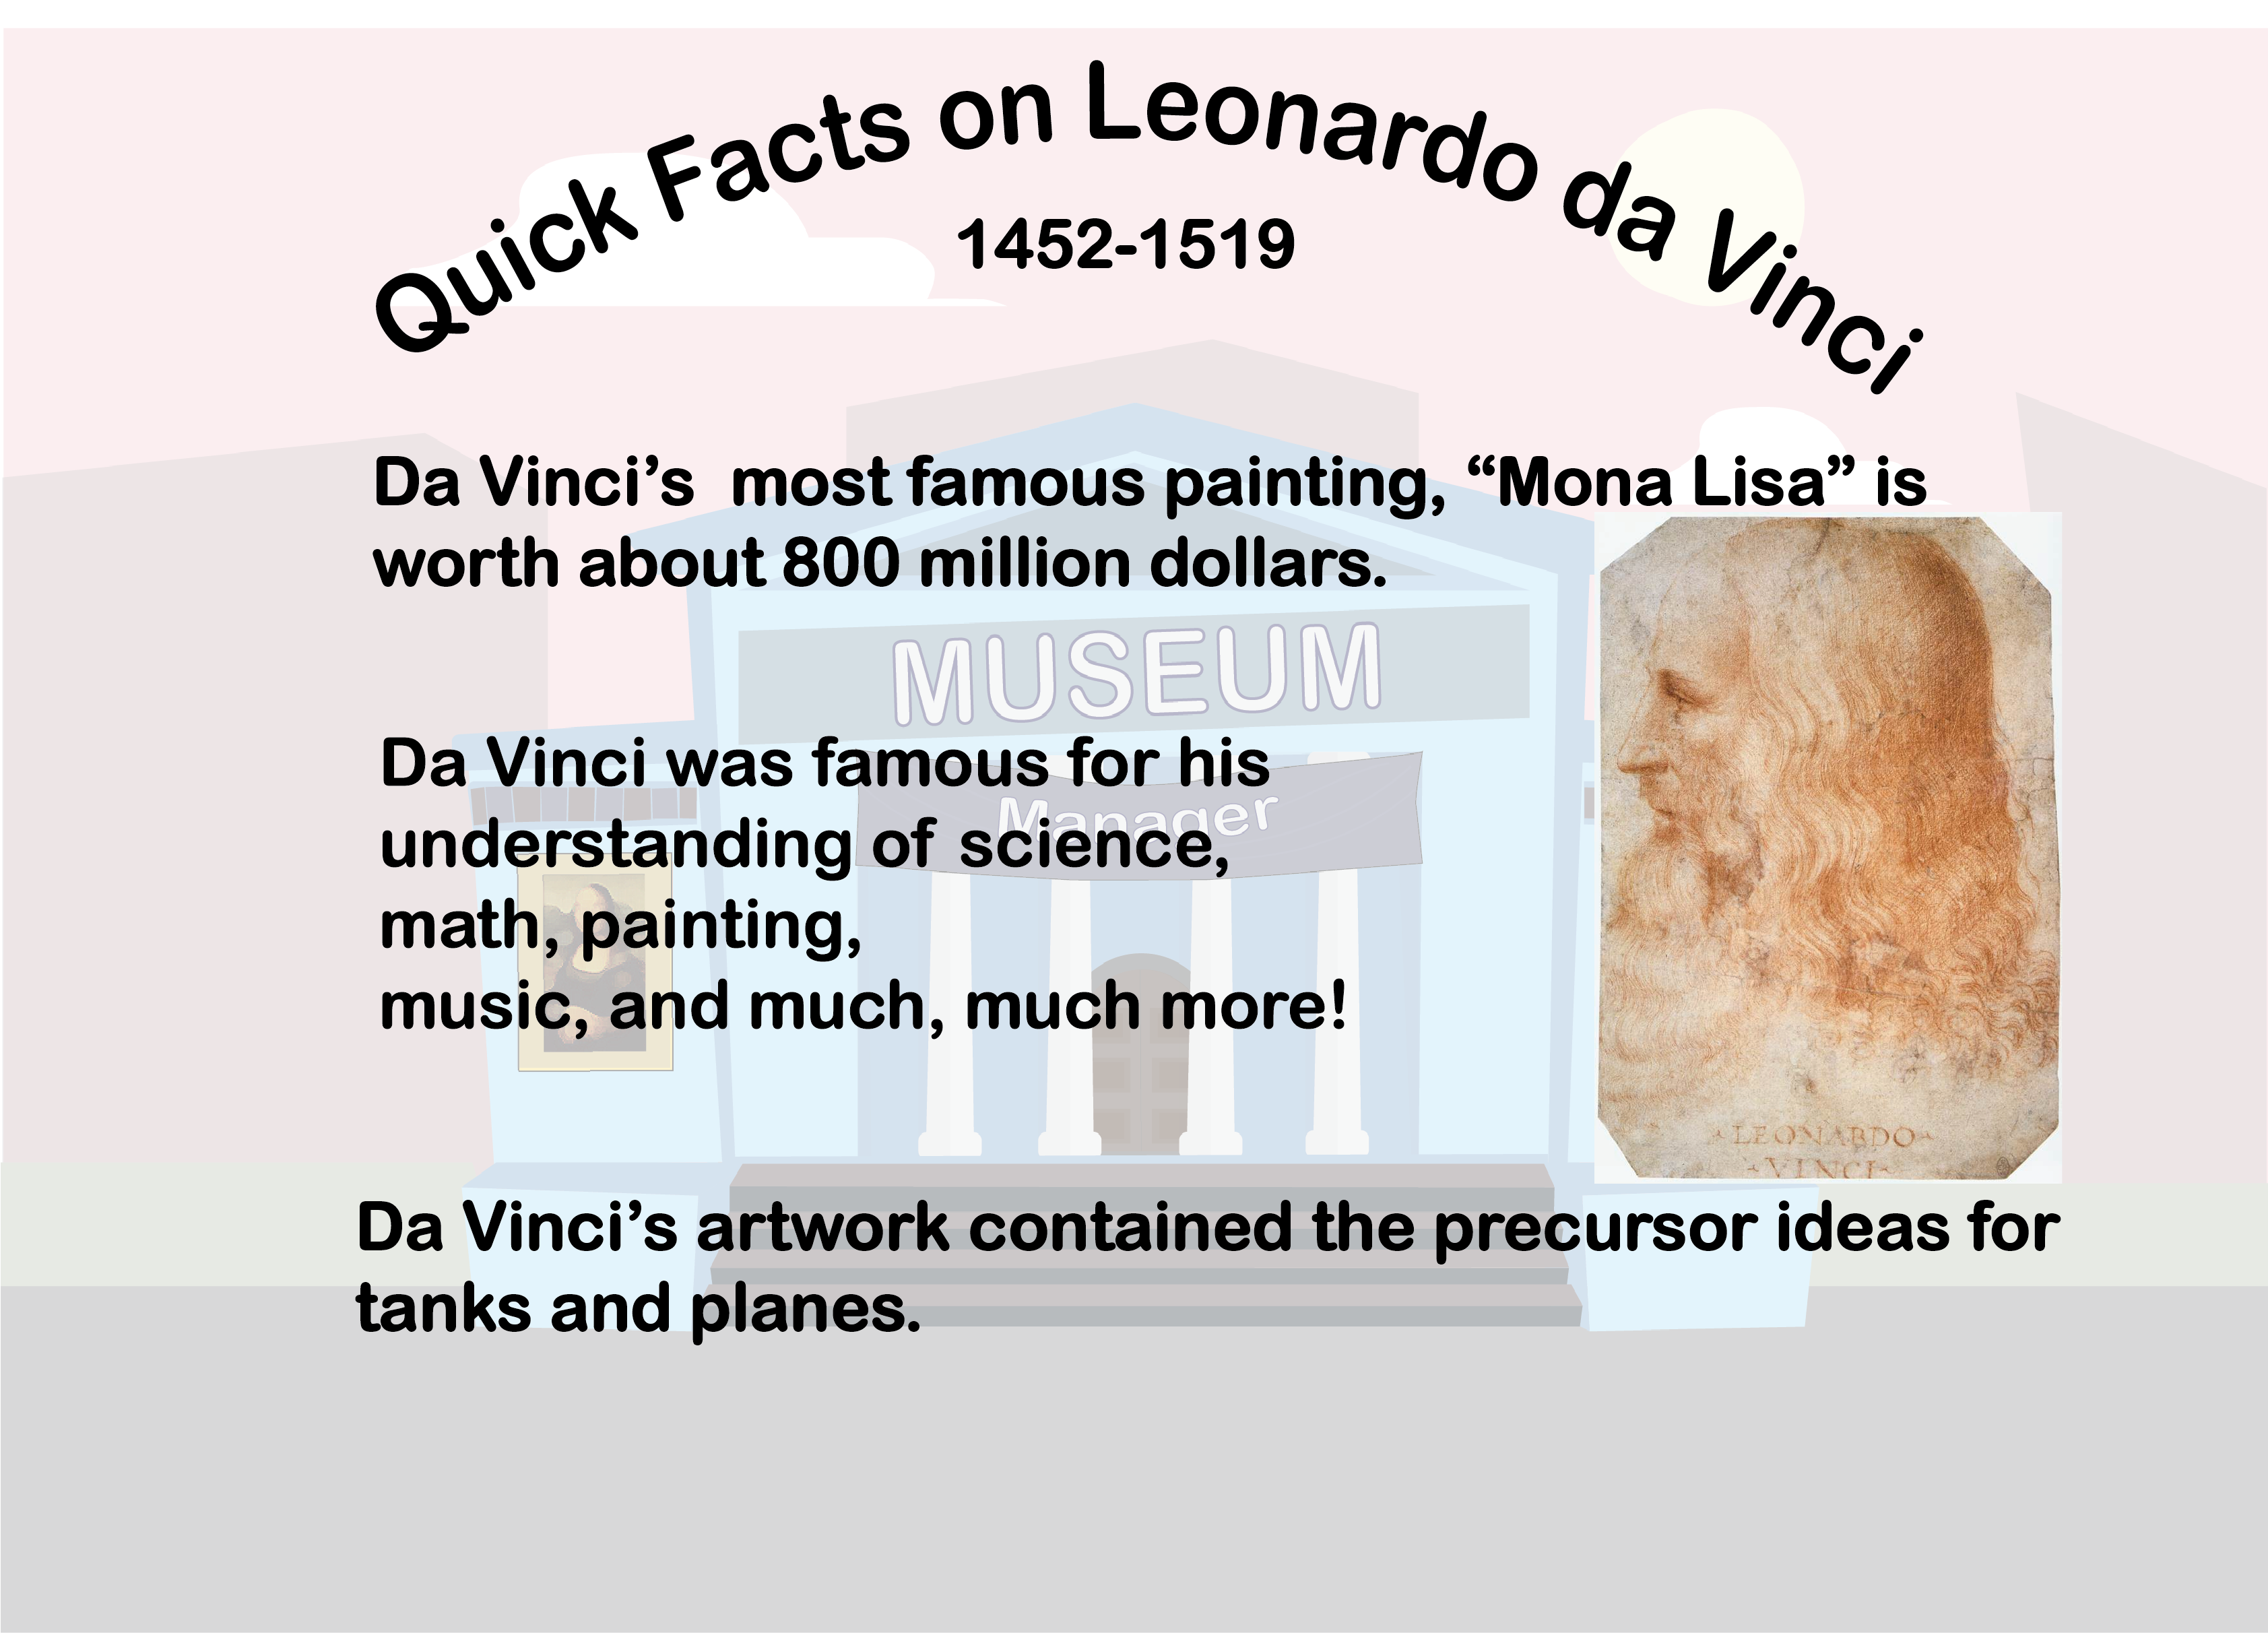 Quick Facts on Leonardo da Vinci
1452-1519
Da Vinci’s  most famous painting, “Mona Lisa” is
worth about 800 million dollars.
MUSEUM
Manager
Da Vinci was famous for his
understanding of science,
math, painting,
music, and much, much more!
LEONARDO
VINCI
Da Vinci’s artwork contained the precursor ideas for
tanks and planes.